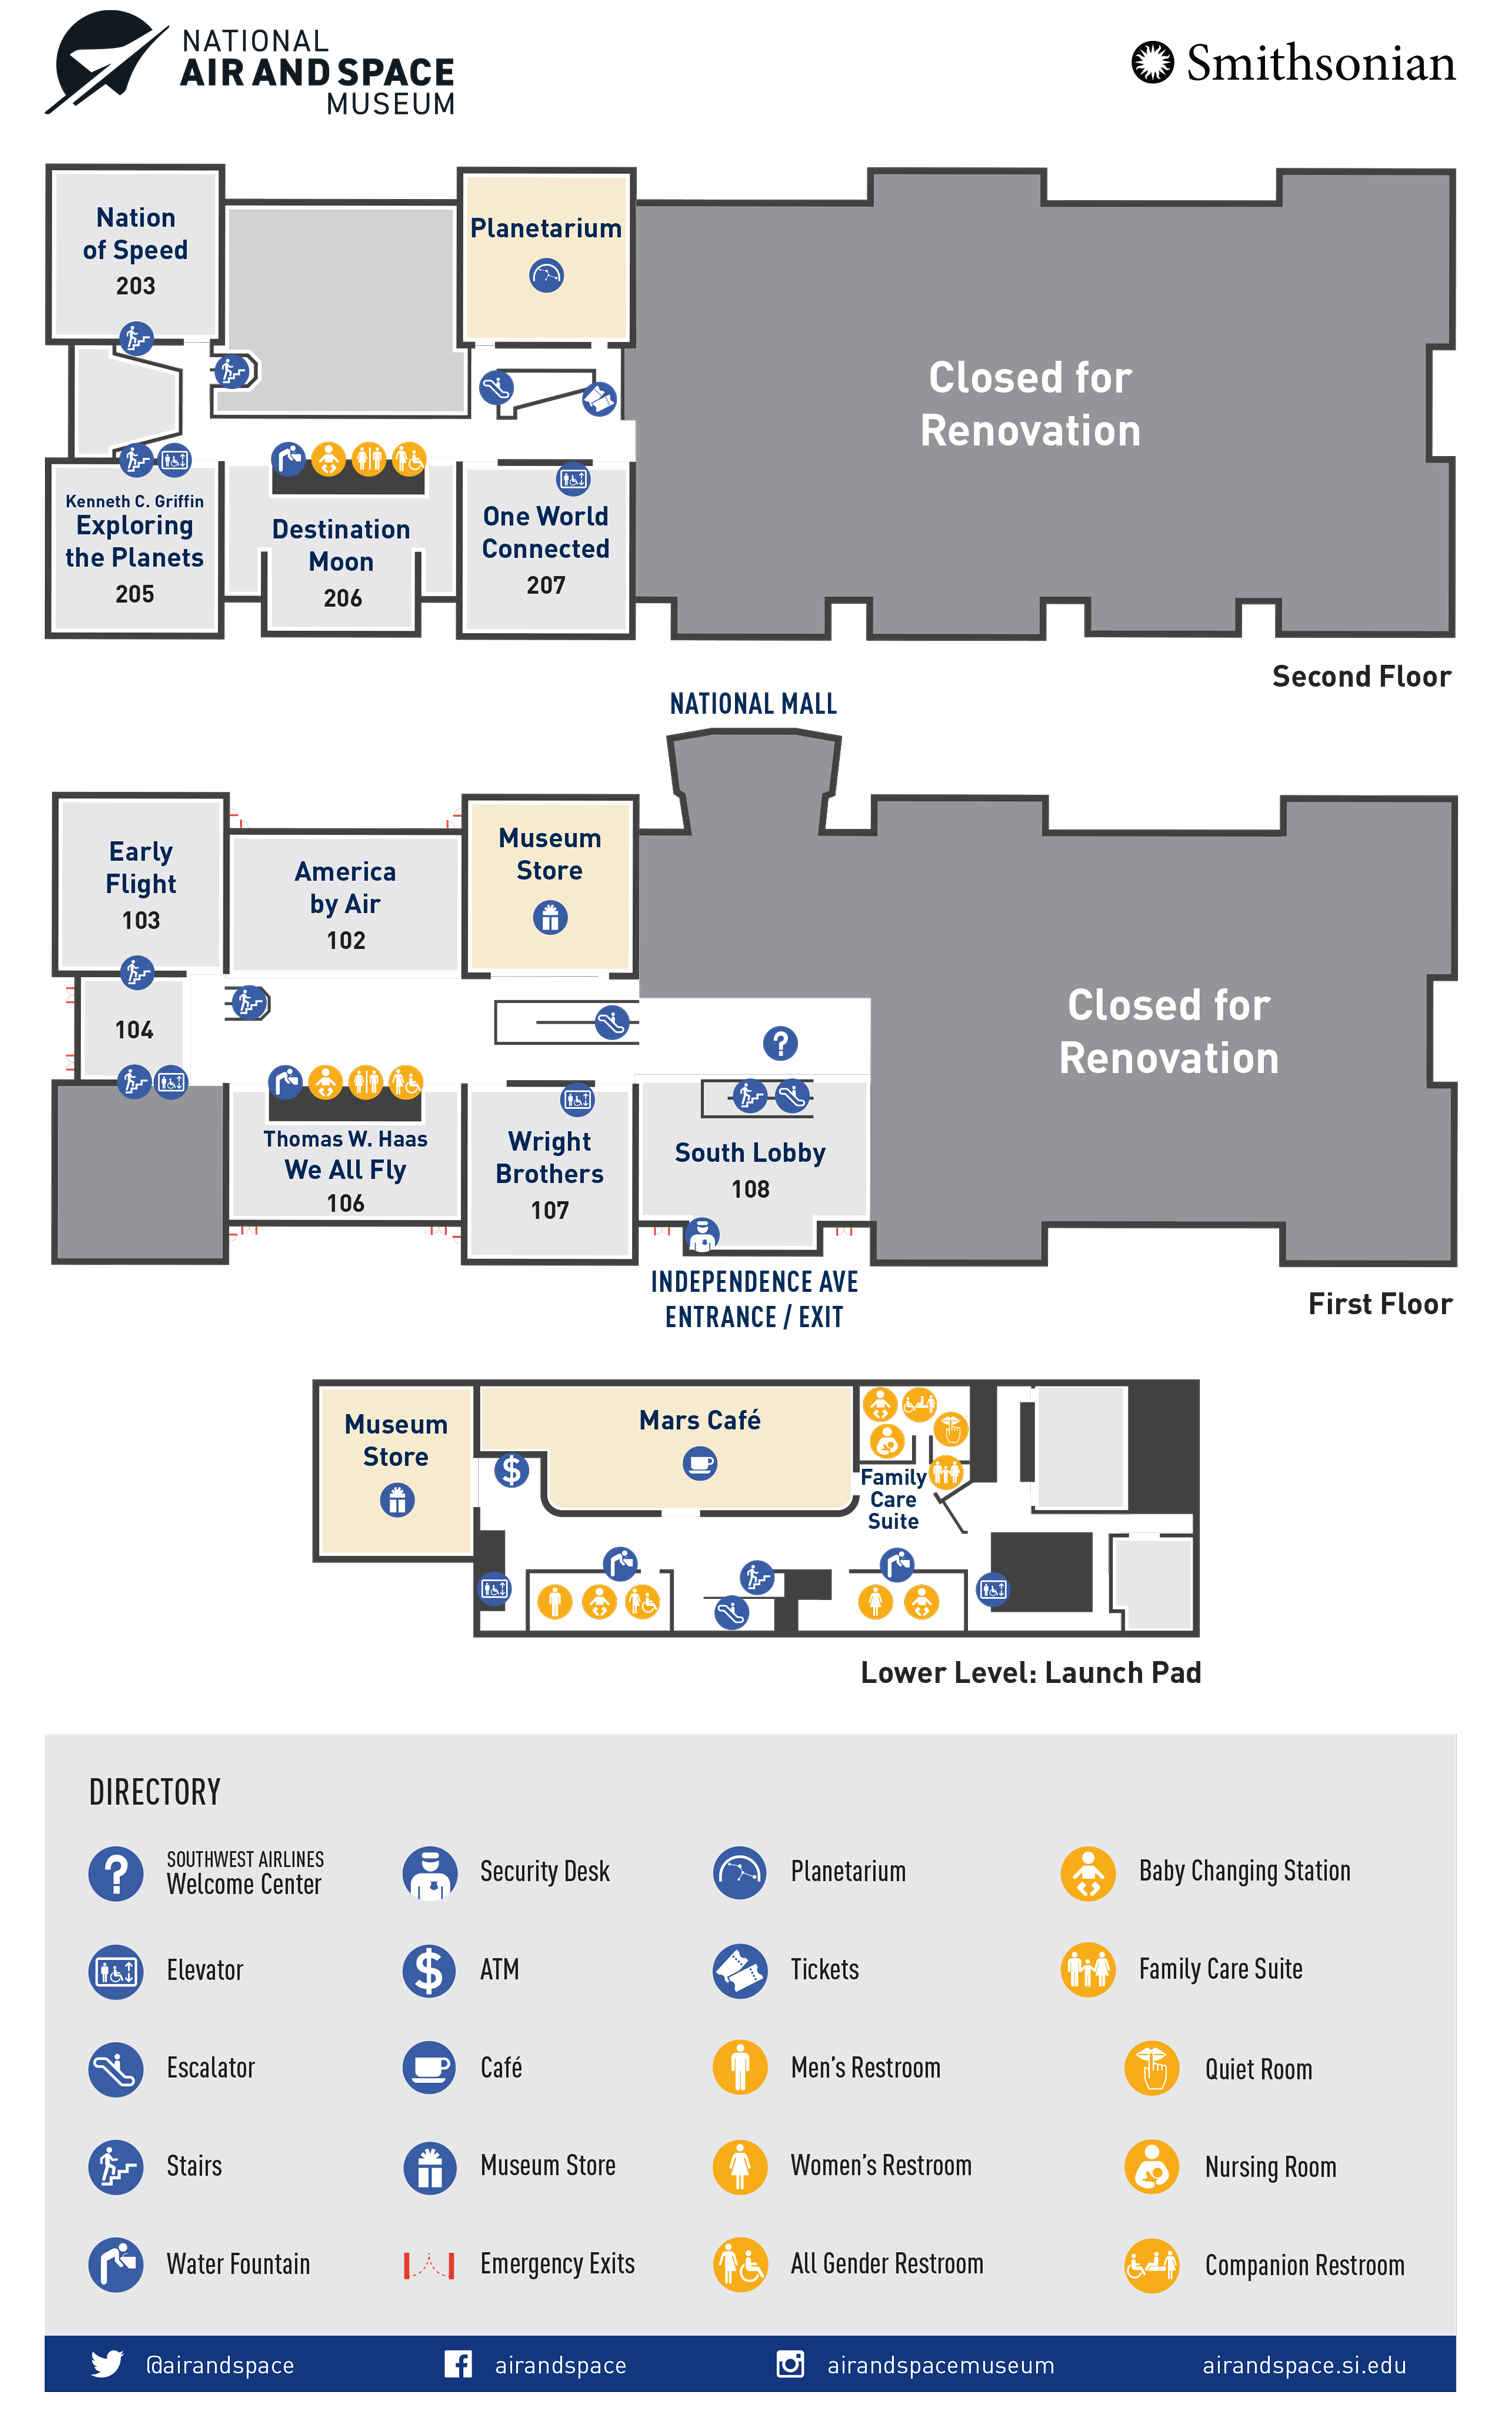 NATIONAL
AIR AND SPACE
MUSEUM
Smithsonian
Nation
of Speed
203
Planetarium
Closed for
Renovation
Kenneth C. Griffin
Exploring
the Planets
205
Destination
Moon
206
One World
Connected
207
Second Floor
NATIONAL MALL
Early
Flight
103
America
by Air
102
Museum
Store
104
?
Closed for
Renovation
Thomas W. Haas
We All Fly
106
Wright
Brothers
107
South Lobby
108
INDEPENDENCE AVE
ENTRANCE / EXIT
First Floor
Museum
Store
$
Mars Café
Family
Care
Suite
Lower Level: Launch Pad
DIRECTORY
?
SOUTHWEST AIRLINES
Welcome Center
Security Desk
Planetarium
Baby Changing Station
Elevator
$
ATM
Tickets
Family Care Suite
Escalator
Café
Men's Restroom
Quiet Room
Stairs
Museum Store
Women's Restroom
Nursing Room
Water Fountain
Emergency Exits
All Gender Restroom
Companion Restroom
@airandspace
airandspace
airandspacemuseum
airandspace.si.edu